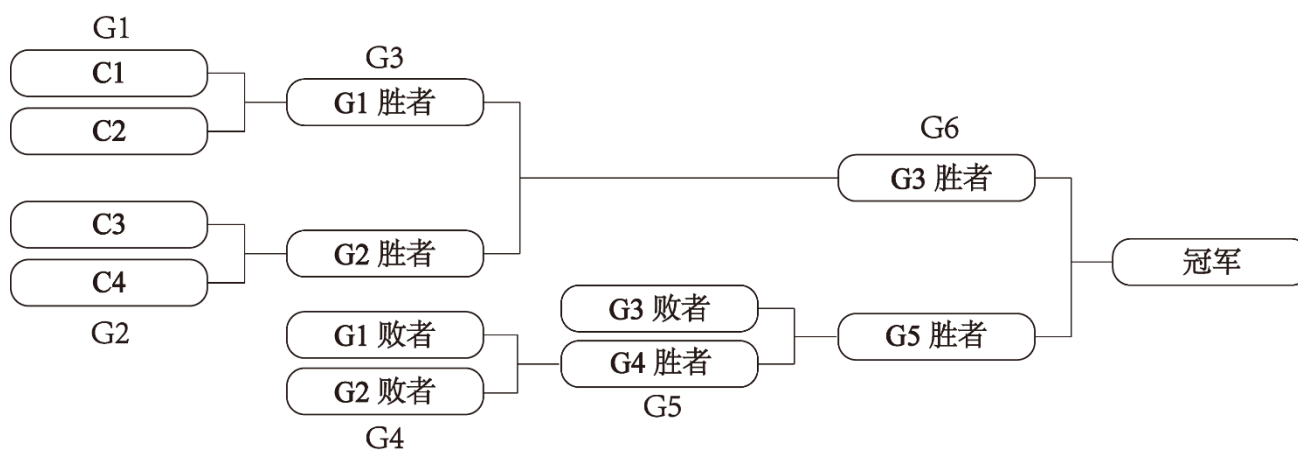 G1
C1
C2
G3
G1 胜者
G6
G3 胜者
C3
C4
G2
G2 胜者
冠军
G3 败者
G1 败者
G4 胜者
G5 胜者
G2 败者
G5
G4